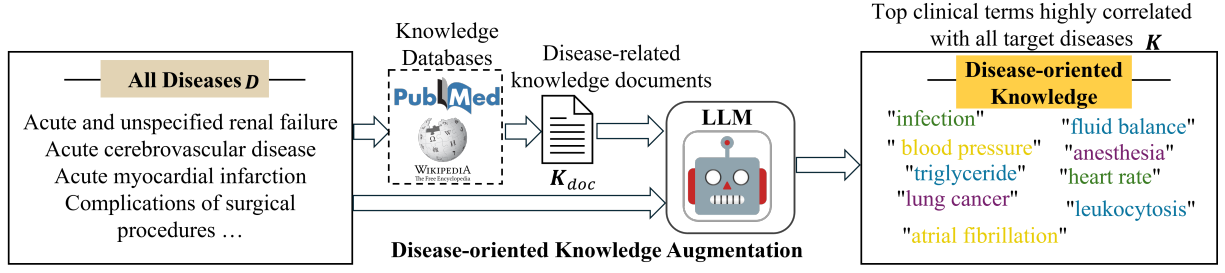 All Diseases D
Acute and unspecified renal failure
Acute cerebrovascular disease
Acute myocardial infarction
Complications of surgical
procedures ...
Knowledge
Databases
PubMed
WIKIPEDIA
The Free Encyclopedia
Disease-related
knowledge documents
K_doc
LLM
Disease-oriented Knowledge Augmentation
Top clinical terms highly correlated
with all target diseases K
Disease-oriented
Knowledge
"infection"
" blood pressure"
"triglyceride"
"lung cancer"
"atrial fibrillation"
"fluid balance"
"anesthesia"
"heart rate"
"leukocytosis"